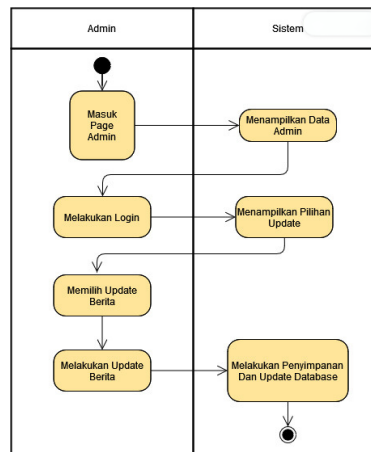 Admin
Sistem
Masuk
Page
Admin
Menampilkan Data
Admin
Melakukan Login
Menampilkan Pilihan
Update
Memilih Update
Berita
Melakukan Update
Berita
Melakukan Penyimpanan
Dan Update Database